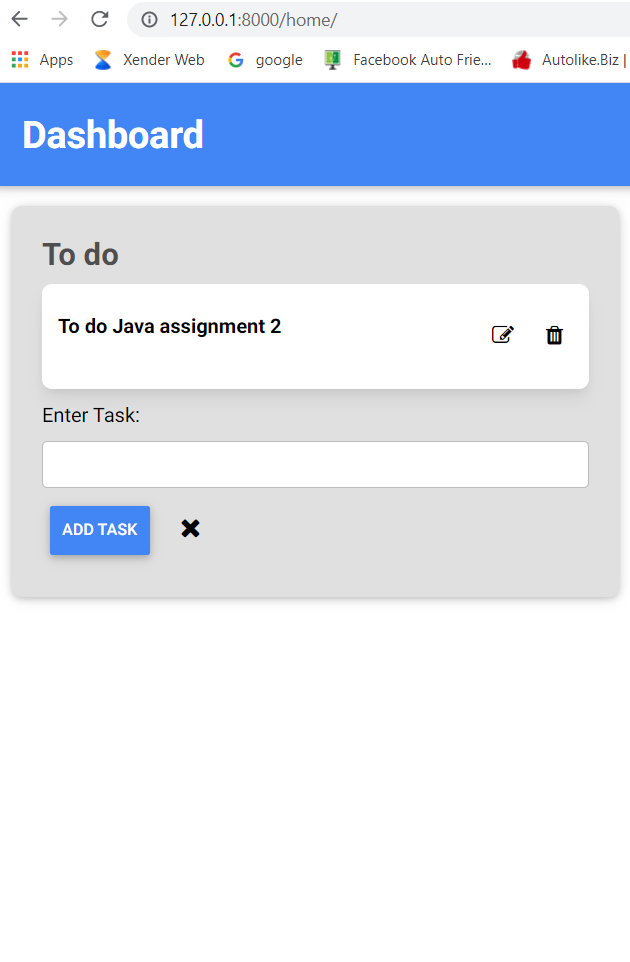 127.0.0.1:8000/home/
Apps Xender Web google Facebook Auto Frie... Autolike.Biz |
Dashboard
To do
To do Java assignment 2
Enter Task:
ADD TASK